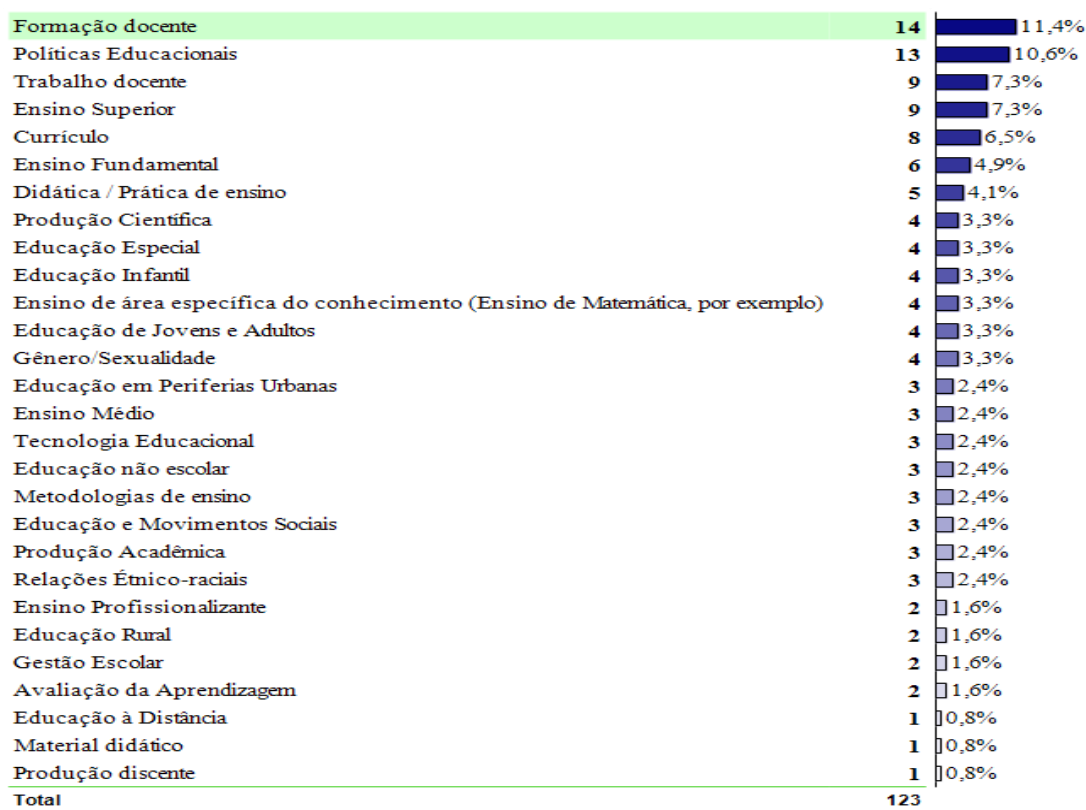 Formação docente 14 11,4%
Políticas Educacionais 13 10,6%
Trabalho docente 9 7,3%
Ensino Superior 9 7,3%
Currículo 8 6,5%
Ensino Fundamental 6 4,9%
Didática / Prática de ensino 5 4,1%
Produção Científica 4 3,3%
Educação Especial 4 3,3%
Educação Infantil 4 3,3%
Ensino de área específica do conhecimento (Ensino de Matemática, por exemplo) 4 3,3%
Educação de Jovens e Adultos 4 3,3%
Gênero/Sexualidade 4 3,3%
Educação em Periferias Urbanas 3 2,4%
Ensino Médio 3 2,4%
Tecnologia Educacional 3 2,4%
Educação não escolar 3 2,4%
Metodologias de ensino 3 2,4%
Educação e Movimentos Sociais 3 2,4%
Produção Acadêmica 3 2,4%
Relações Étnico-raciais 3 2,4%
Ensino Profissionalizante 2 1,6%
Educação Rural 2 1,6%
Gestão Escolar 2 1,6%
Avaliação da Aprendizagem 2 1,6%
Educação à Distância 1 0,8%
Material didático 1 0,8%
Produção discente 1 0,8%
Total 123